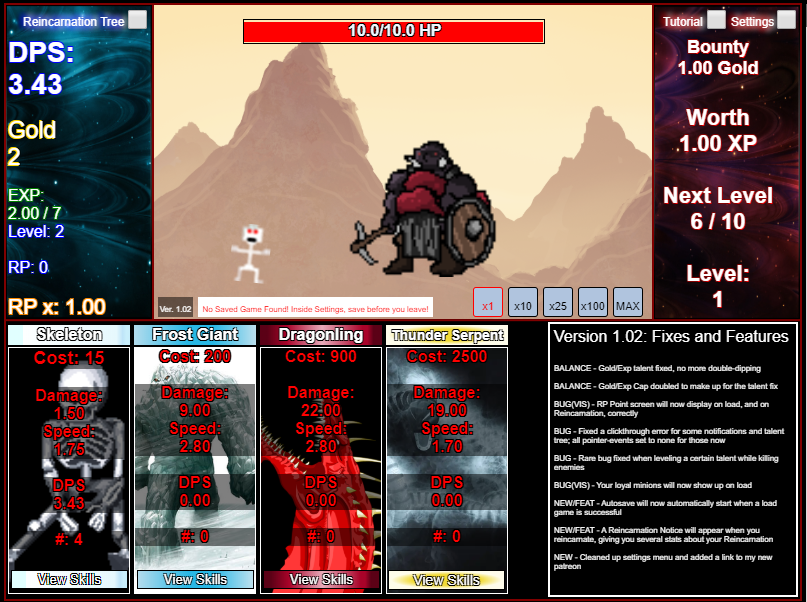 Reincarnation Tree
DPS:
3.43
Gold
2
EXP:
2.00 / 7
Level: 2
RP: 0
RP x: 1.00
10.0/10.0 HP
Ver. 1.02
No Saved Game Found! Inside Settings, save before you leave!
x1
x10
x25
x100
MAX
Tutorial
Settings
Bounty
1.00 Gold
Worth
1.00 XP
Next Level
6 / 10
Level:
1
Skeleton
Cost: 15
Damage:
1.50
Speed:
1.75
DPS
3.43
#: 4
View Skills
Frost Giant
Cost: 200
Damage:
9.00
Speed:
2.80
DPS
0.00
#: 0
View Skills
Dragonling
Cost: 900
Damage:
22.00
Speed:
2.80
DPS
0.00
#: 0
View Skills
Thunder Serpent
Cost: 2500
Damage:
19.00
Speed:
1.70
DPS
0.00
#: 0
View Skills
Version 1.02: Fixes and Features
BALANCE - Gold/Exp talent fixed, no more double-dipping
BALANCE - Gold/Exp Cap doubled to make up for the talent fix
BUG(VIS) - RP Point screen will now display on load, and on
Reincarnation, correctly
BUG - Fixed a clickthrough error for some notifications and talent
tree; all pointer-events set to none for those now
BUG - Rare bug fixed when leveling a certain talent while killing
enemies
BUG(VIS) - Your loyal minions will now show up on load
NEW/FEAT - Autosave will now automatically start when a load
game is successful
NEW/FEAT - A Reincarnation Notice will appear when you
reincarnate, giving you several stats about your Reincarnation
NEW - Cleaned up settings menu and added a link to my new
patreon